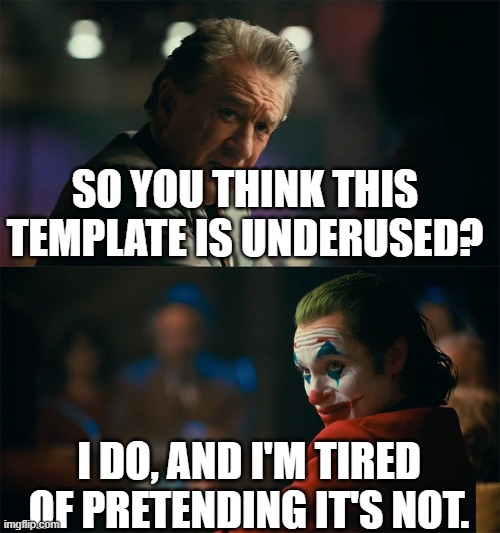 SO YOU THINK THIS
TEMPLATE IS UNDERUSED?
I DO, AND I'M TIRED
OF PRETENDING IT'S NOT.
imgflip.com